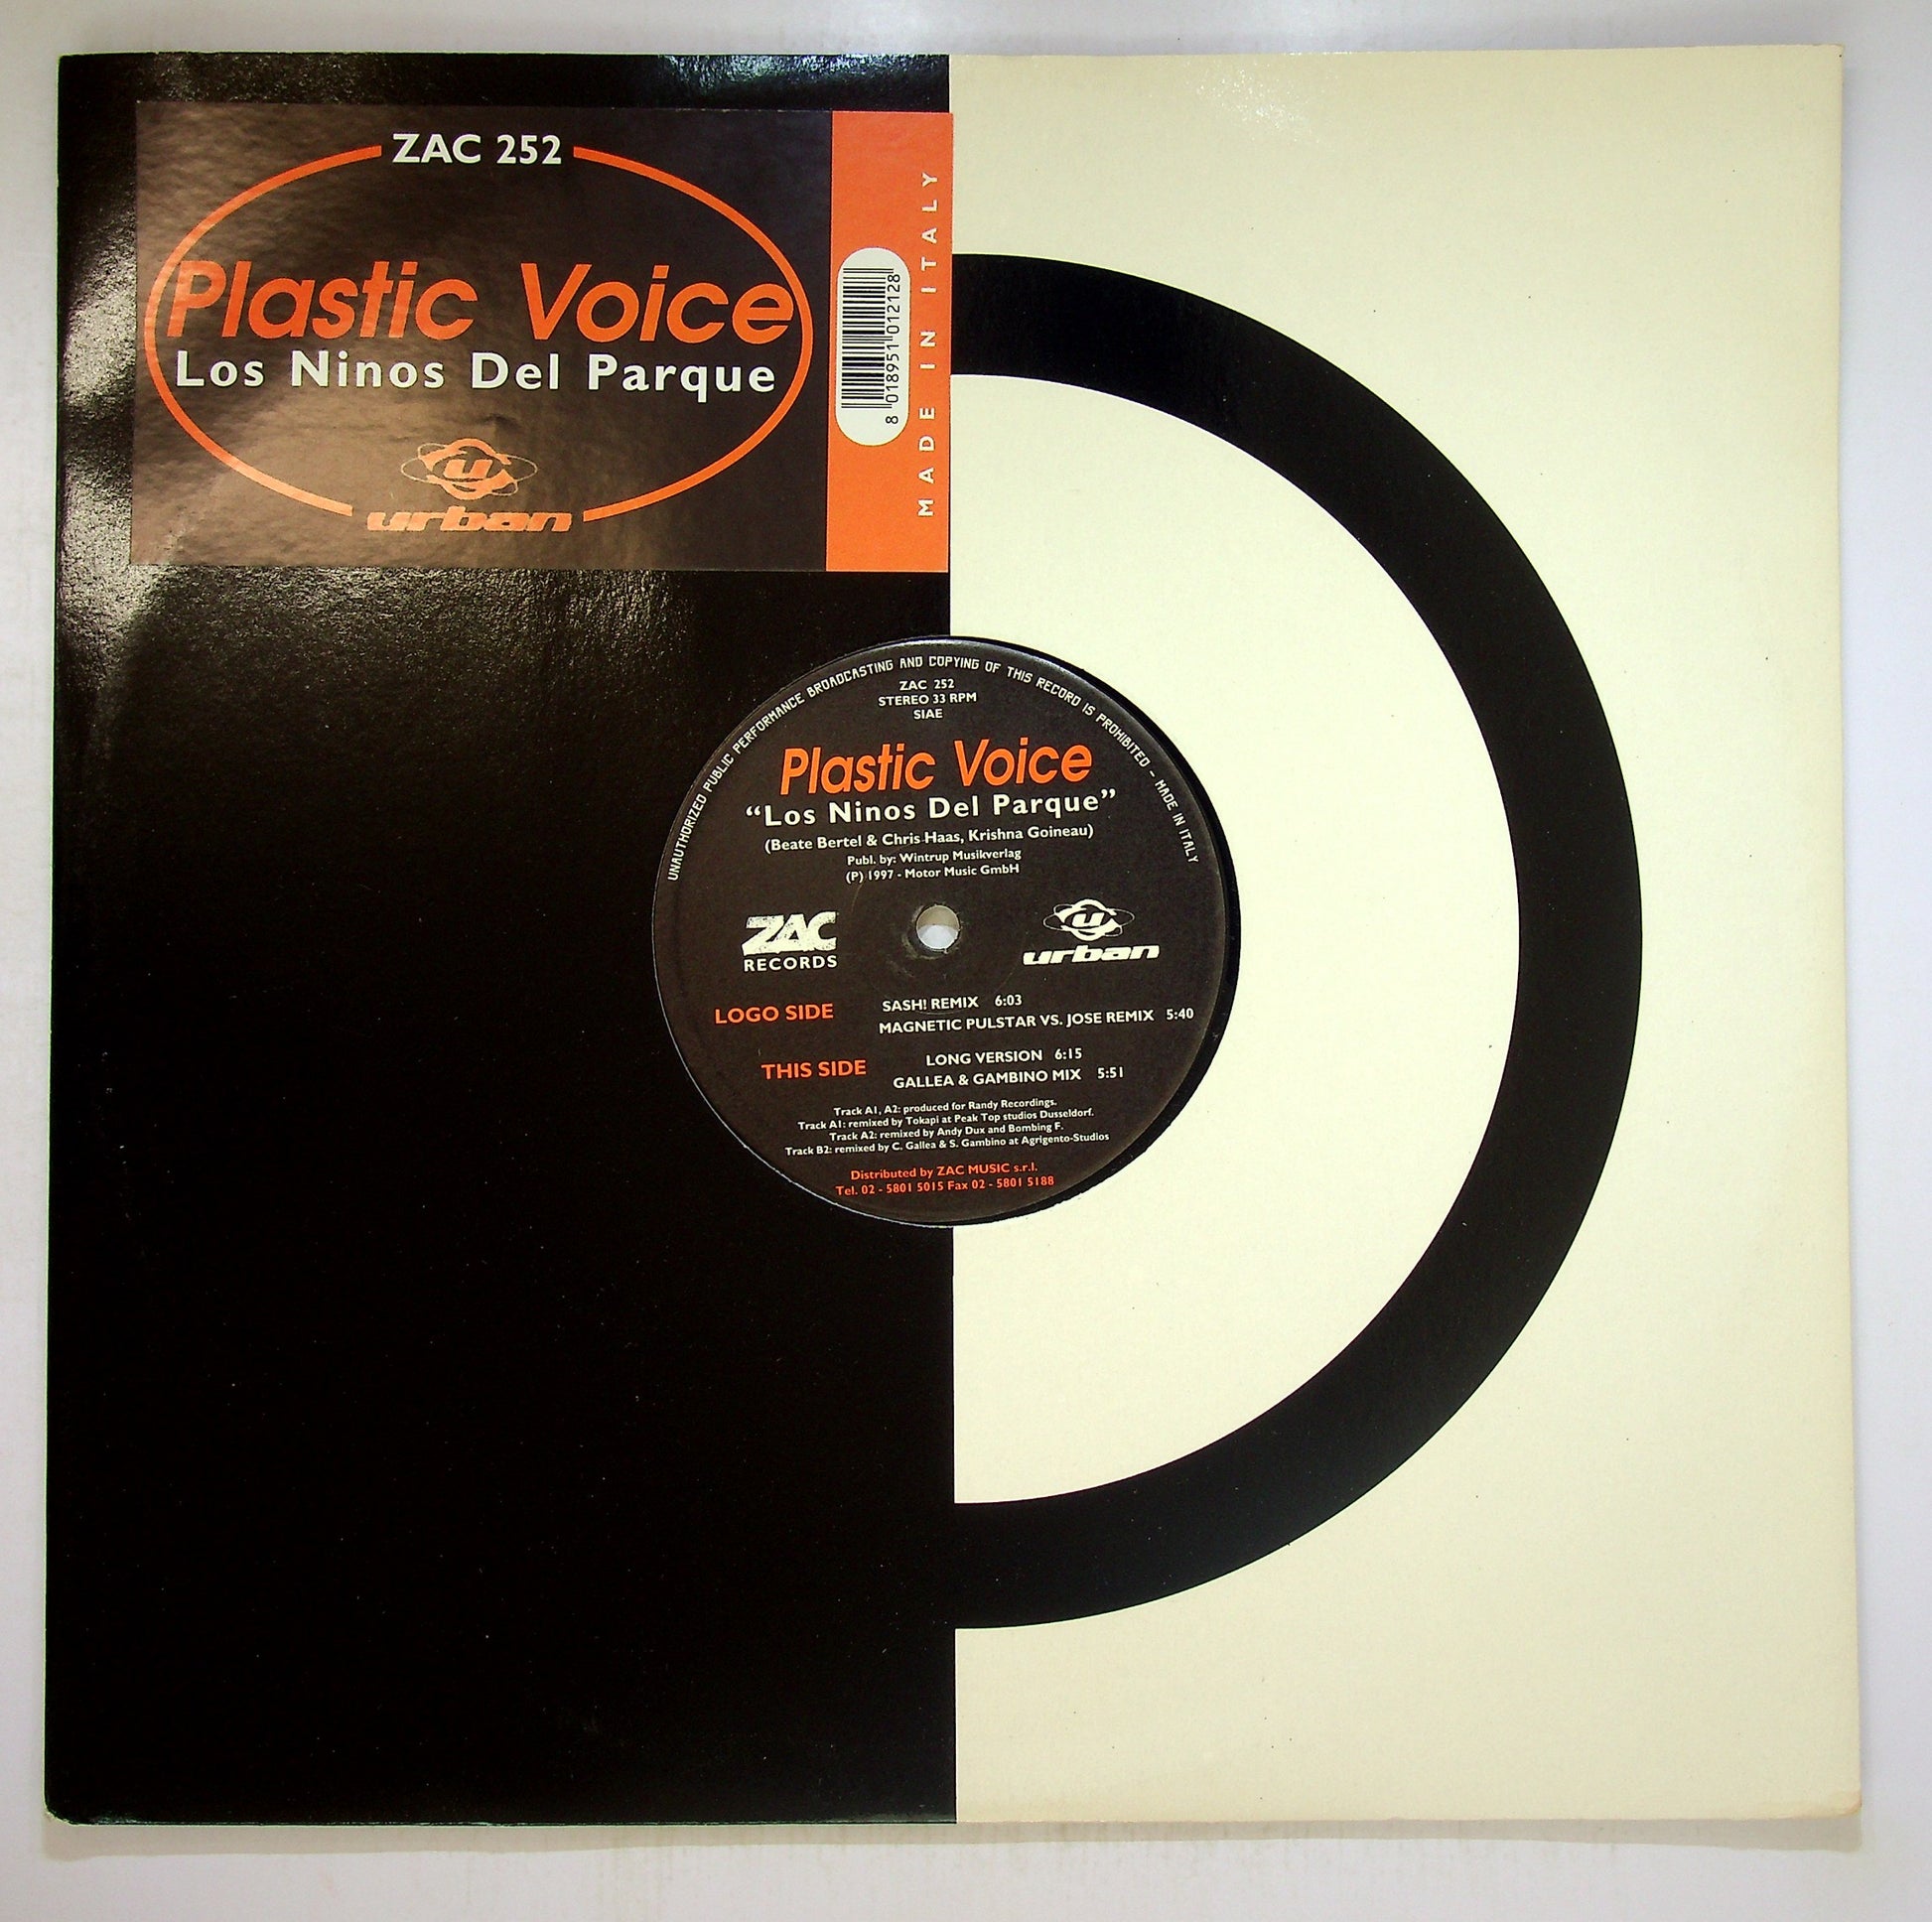 ZAC 252
Plastic Voice
Los Ninos Del Parque
u
urban
8 018951 012128
MADE IN ITALY
UNAUTHORIZED PUBLIC PERFORMANCE BROADCASTING AND COPYING OF THIS RECORD IS PROHIBITED - MADE IN ITALY
ZAC 252
STEREO 33 RPM
SIAE
Plastic Voice
“Los Ninos Del Parque”
(Beate Bertel & Chris Haas, Krishna Goineau)
Publ. by: Wintrup Musikverlag
(P) 1997 - Motor Music GmbH
ZAC
RECORDS
u
urban
LOGO SIDE
SASH! REMIX 6:03
MAGNETIC PULSTAR VS. JOSE REMIX 5:40
THIS SIDE
LONG VERSION 6:15
GALLEA & GAMBINO MIX 5:51
Track A1, A2: produced for Randy Recordings.
Track A1: remixed by Tokapi at Peak Top studios Dusseldorf.
Track A2: remixed by Andy Dux and Bombing F.
Track B2: remixed by C. Gallea & S. Gambino at Agrigento-Studios
Distributed by ZAC MUSIC s.r.l.
Tel. 02 - 5801 5015 Fax 02 - 5801 5188